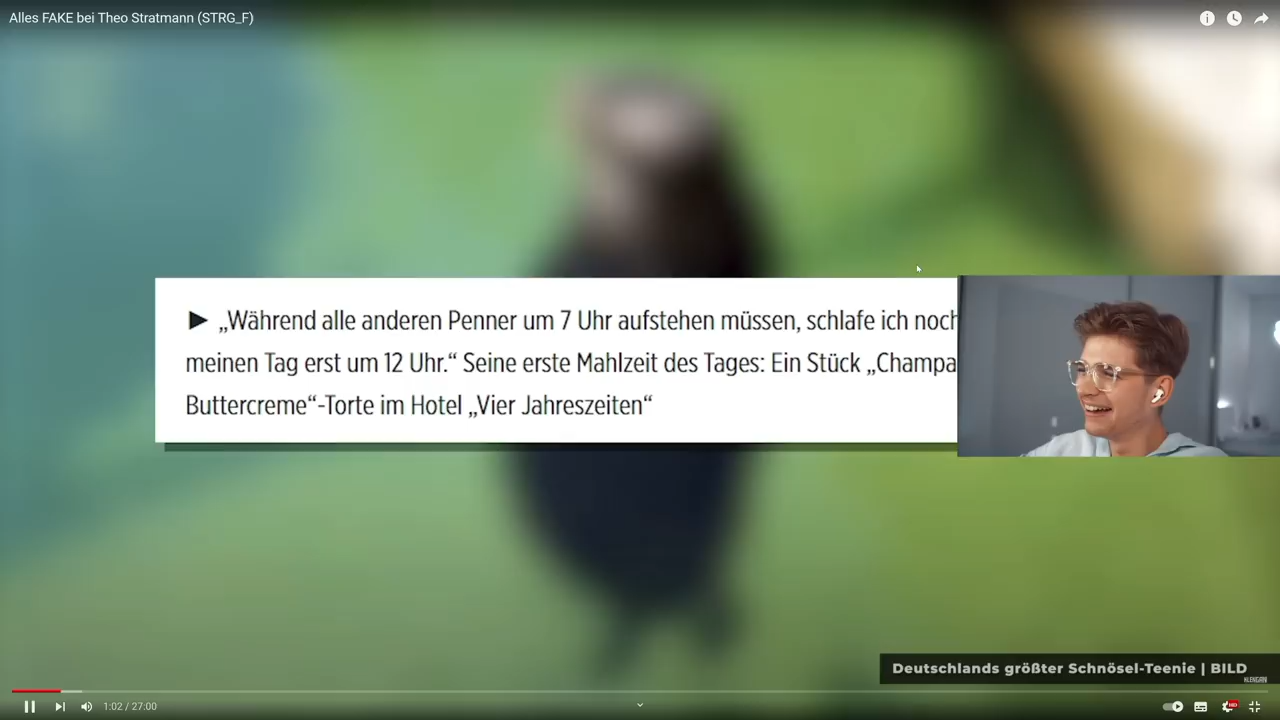 Alles FAKE bei Theo Stratmann (STRG_F)
► „Während alle anderen Penner um 7 Uhr aufstehen müssen, schlafe ich noch
meinen Tag erst um 12 Uhr.“ Seine erste Mahlzeit des Tages: Ein Stück „Champa
Buttercreme“-Torte im Hotel „Vier Jahreszeiten“
Deutschlands größter Schnösel-Teenie | BILD
1:02 / 27:00
HD